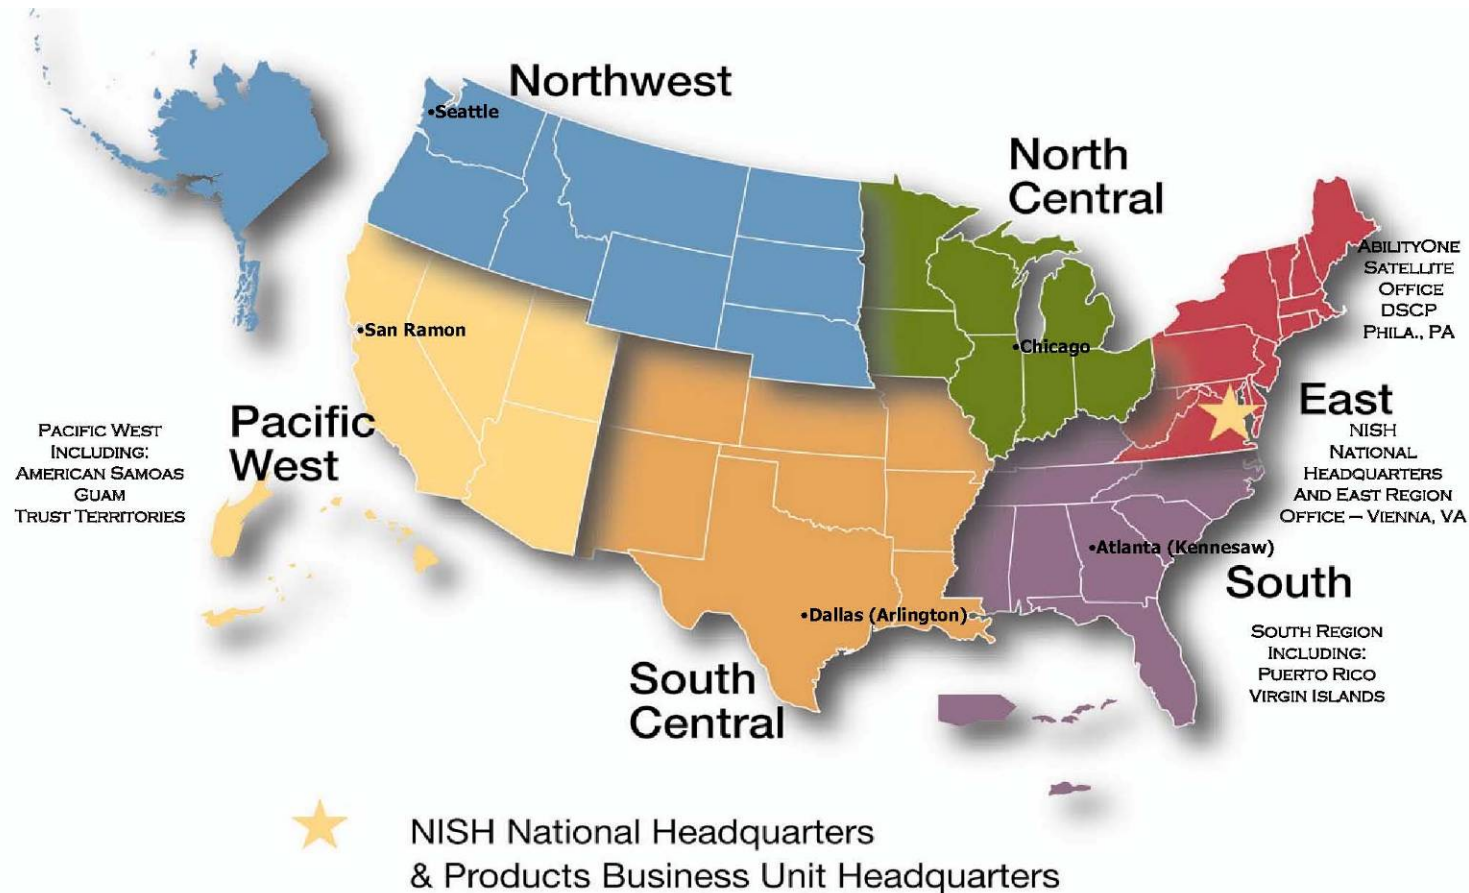 Northwest
•Seattle
North
Central
ABILITYONE
SATELLITE
OFFICE
DSCP
PHILA., PA
•San Ramon
•Chicago
East
NISH
NATIONAL
HEADQUARTERS
AND EAST REGION
OFFICE – VIENNA, VA
Pacific
West
PACIFIC WEST
INCLUDING:
AMERICAN SAMOAS
GUAM
TRUST TERRITORIES
•Atlanta (Kennesaw)
South
•Dallas (Arlington)
SOUTH REGION
INCLUDING:
PUERTO RICO
VIRGIN ISLANDS
South
Central
NISH National Headquarters
& Products Business Unit Headquarters